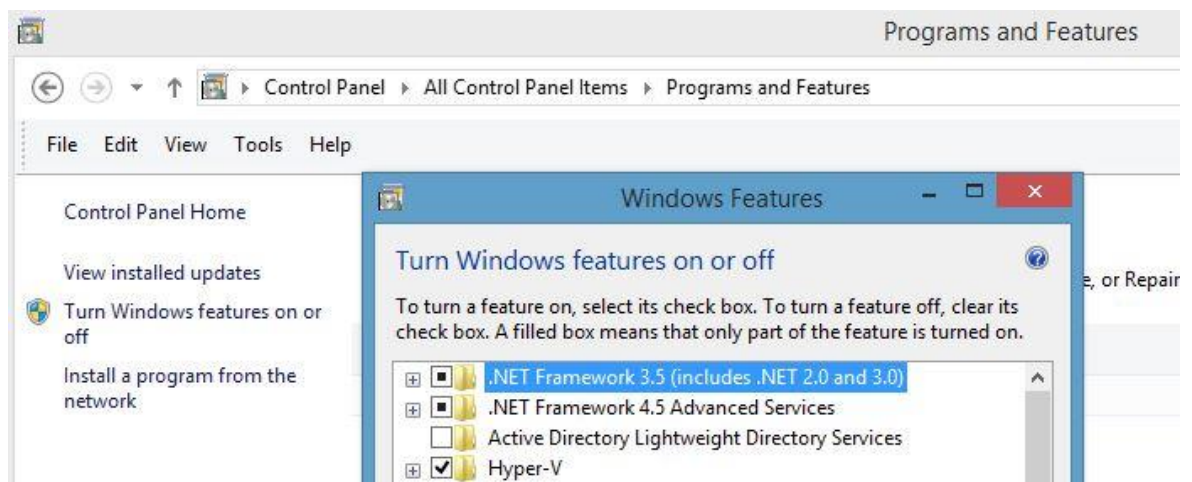 Programs and Features
Control Panel All Control Panel Items Programs and Features
File Edit View Tools Help
Control Panel Home
View installed updates
Turn Windows features on or
off
Install a program from the
network
Windows Features
Turn Windows features on or off
To turn a feature on, select its check box. To turn a feature off, clear its
check box. A filled box means that only part of the feature is turned on.
.NET Framework 3.5 (includes .NET 2.0 and 3.0)
.NET Framework 4.5 Advanced Services
Active Directory Lightweight Directory Services
Hyper-V
, or Repair